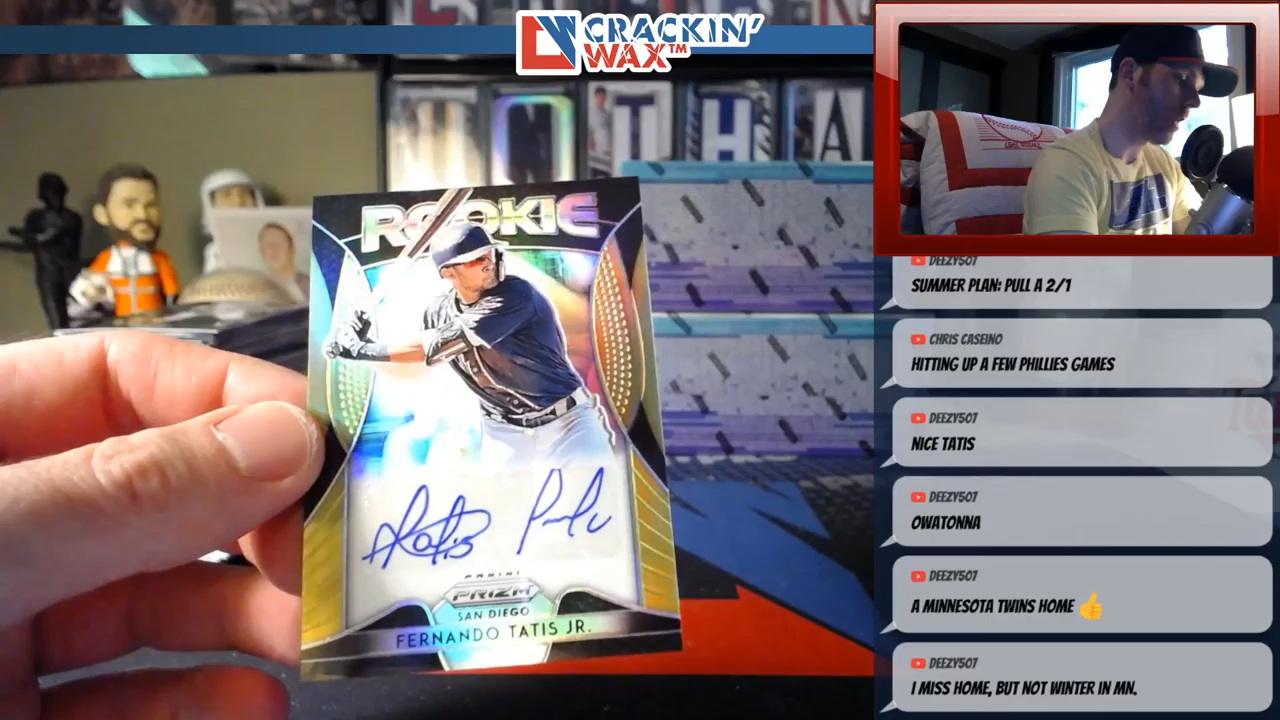 CRACKIN'
WAX™
ROOKIE
PANINI
PRIZM
SAN DIEGO
FERNANDO TATIS JR.
DEEZY507
SUMMER PLAN: PULL A 2/1
CHRIS CASEINO
HITTING UP A FEW PHILLIES GAMES
DEEZY507
NICE TATIS
DEEZY507
OWATONNA
DEEZY507
A MINNESOTA TWINS HOME 👍
DEEZY507
I MISS HOME, BUT NOT WINTER IN MN.